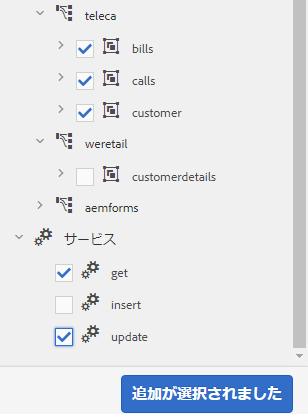 teleca
bills
calls
customer
weretail
customerdetails
aemforms
サービス
get
insert
update
追加が選択されました